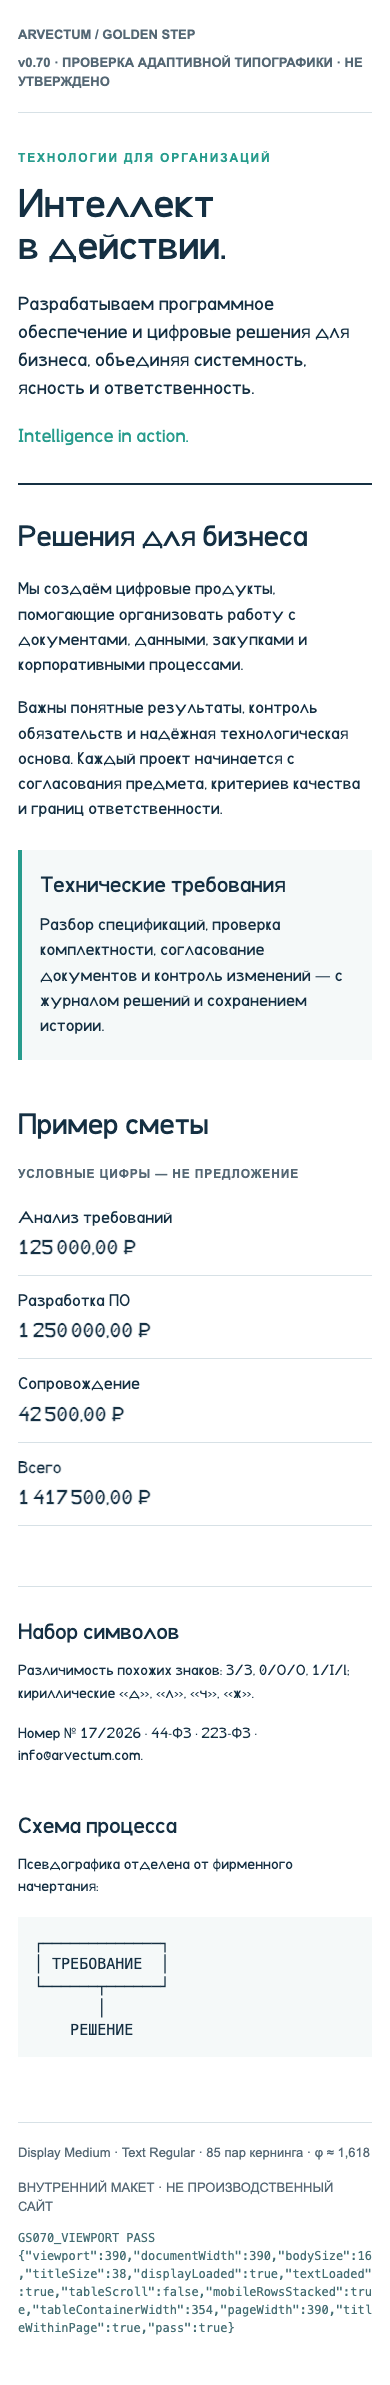 ARVECTUM / GOLDEN STEP
v0.70 · ПРОВЕРКА АДАПТИВНОЙ ТИПОГРАФИКИ · НЕ
УТВЕРЖДЕНО
ТЕХНОЛОГИИ ДЛЯ ОРГАНИЗАЦИЙ
Интеллект
в действии.
Разрабатываем программное
обеспечение и цифровые решения для
бизнеса, объединяя системность,
ясность и ответственность.
Intelligence in action.
Решения для бизнеса
Мы создаём цифровые продукты,
помогающие организовать работу с
документами, данными, закупками и
корпоративными процессами.
Важны понятные результаты, контроль
обязательств и надёжная технологическая
основа. Каждый проект начинается с
согласования предмета, критериев качества
и границ ответственности.
Технические требования
Разбор спецификаций, проверка
комплектности, согласование
документов и контроль изменений — с
журналом решений и сохранением
истории.
Пример сметы
УСЛОВНЫЕ ЦИФРЫ — НЕ ПРЕДЛОЖЕНИЕ
Анализ требований
125 000,00 ₽
Разработка ПО
1 250 000,00 ₽
Сопровождение
42 500,00 ₽
Всего
1 417 500,00 ₽
Набор символов
Различимость похожих знаков: З/3, 0/O/О, 1/I/l;
кириллические «д», «л», «ч», «ж».
Номер № 17/2026 · 44-ФЗ · 223-ФЗ ·
info@arvectum.com.
Схема процесса
Псевдографика отделена от фирменного
начертания:
ТРЕБОВАНИЕ
РЕШЕНИЕ
Display Medium · Text Regular · 85 пар кернинга · φ ≈ 1,618
ВНУТРЕННИЙ МАКЕТ · НЕ ПРОИЗВОДСТВЕННЫЙ
САЙТ
GS070_VIEWPORT PASS
{"viewport":390,"documentWidth":390,"bodySize":16
,"titleSize":38,"displayLoaded":true,"textLoaded"
:true,"tableScroll":false,"mobileRowsStacked":tru
e,"tableContainerWidth":354,"pageWidth":390,"titl
eWithinPage":true,"pass":true}